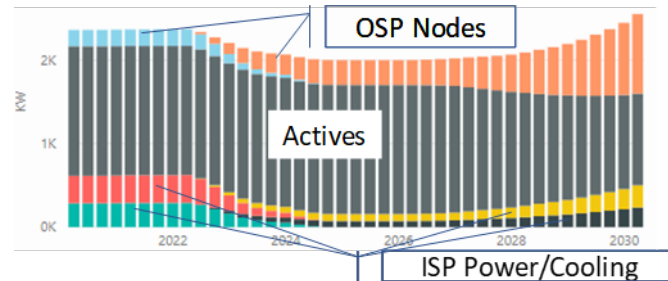 OSP Nodes
2K
KW
1K
Actives
0K
2022
2024
2026
2028
2030
ISP Power/Cooling